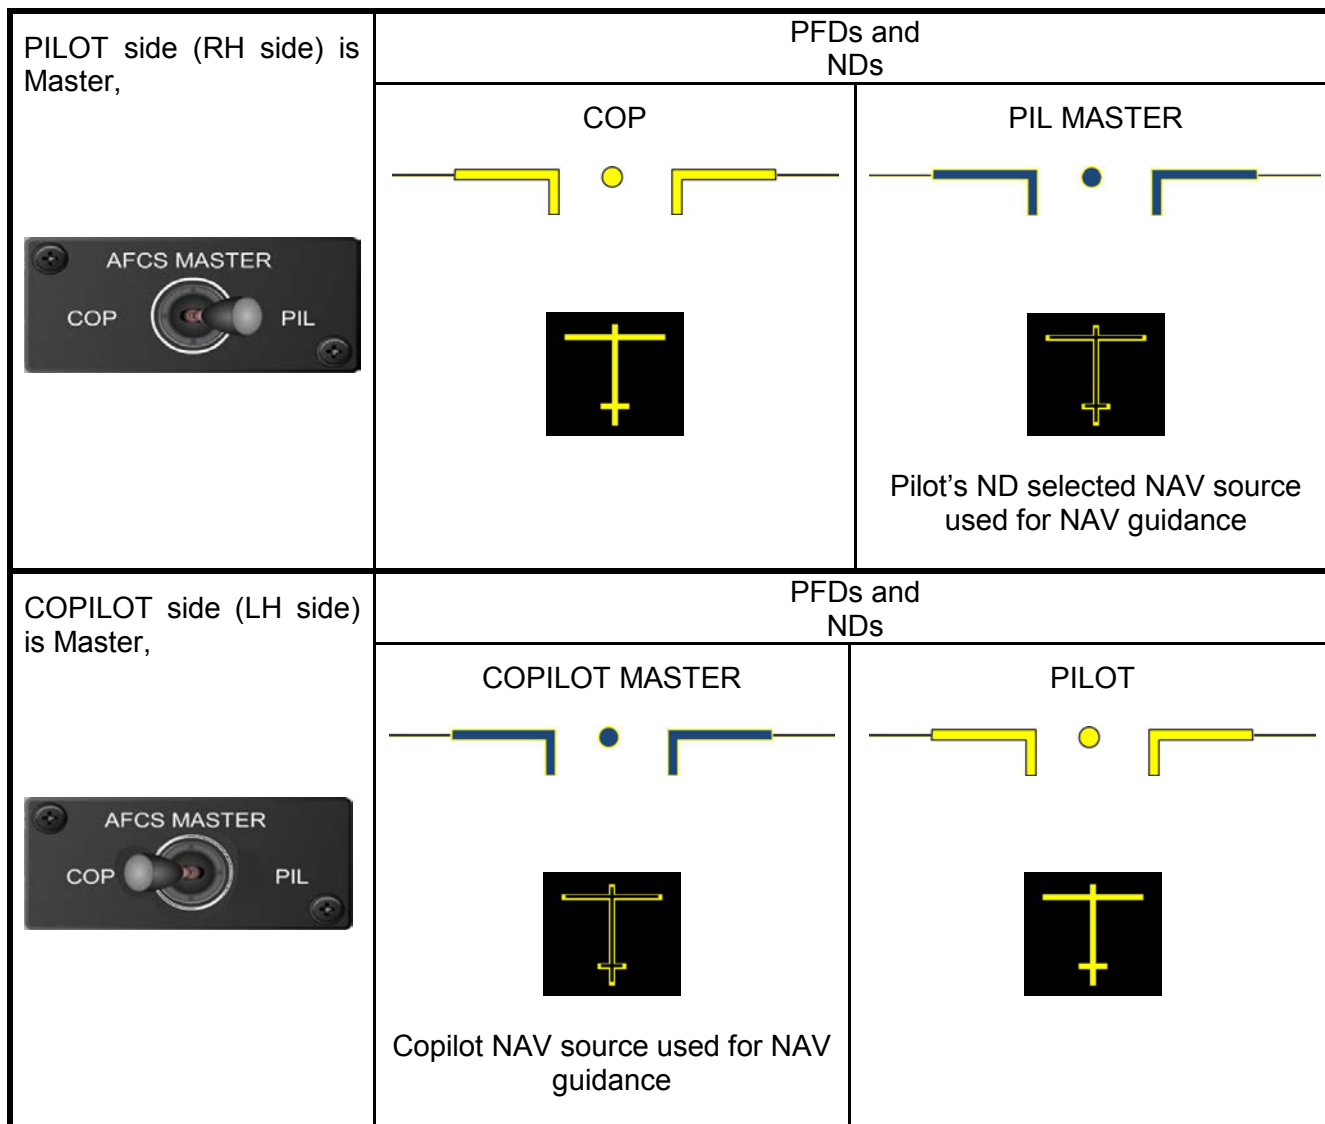 PILOT side (RH side) is
Master,
PFDs and
NDs
COP
PIL MASTER
AFCS MASTER
COP
PIL
Pilot's ND selected NAV source
used for NAV guidance
COPILOT side (LH side)
is Master,
PFDs and
NDs
COPILOT MASTER
PILOT
AFCS MASTER
COP
PIL
Copilot NAV source used for NAV
guidance